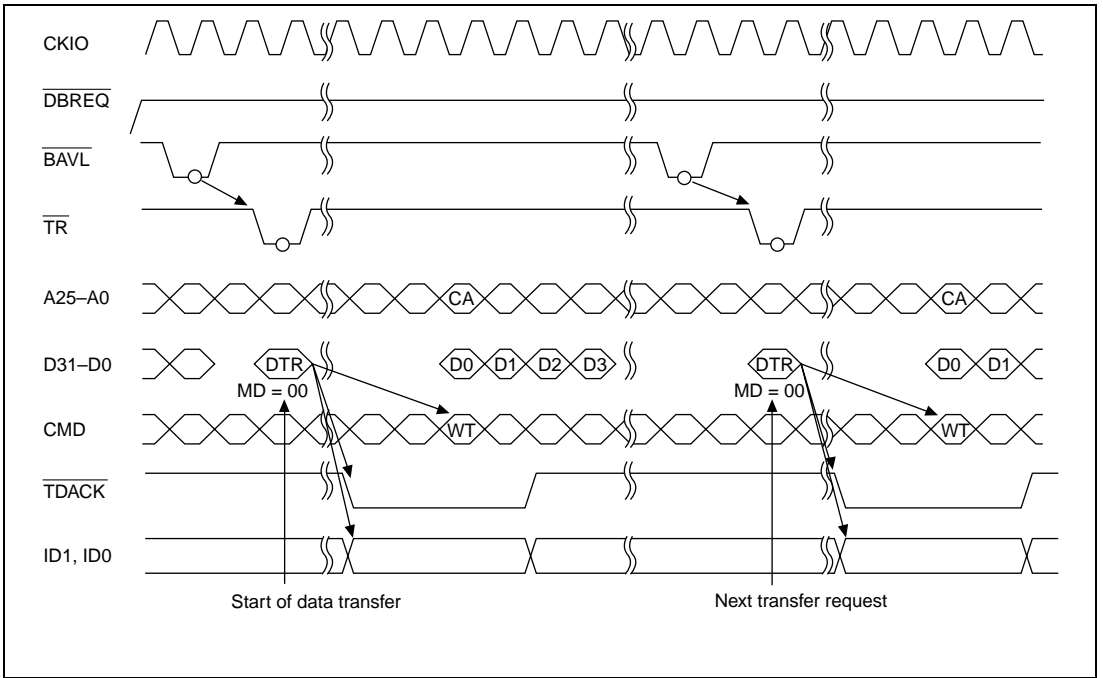 CKIO
DBREQ
BAVL
TR
A25–A0 CA CA
D31–D0 DTR D0 D1 D2 D3 DTR D0 D1
MD = 00 MD = 00
CMD WT WT
TDACK
ID1, ID0
Start of data transfer Next transfer request